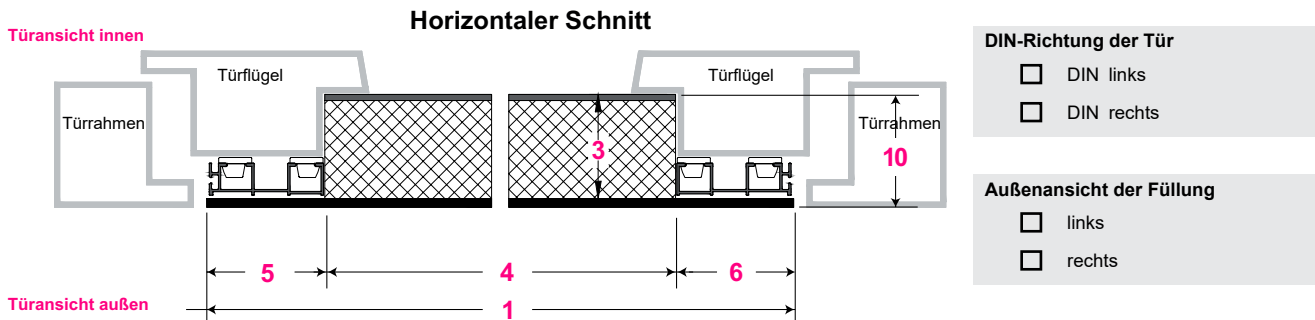 Horizontaler Schnitt
Türansicht innen
Türflügel
Türflügel
Türrahmen
Türrahmen
3
10
5
4
6
1
Türansicht außen
DIN-Richtung der Tür
DIN links
DIN rechts
Außenansicht der Füllung
links
rechts